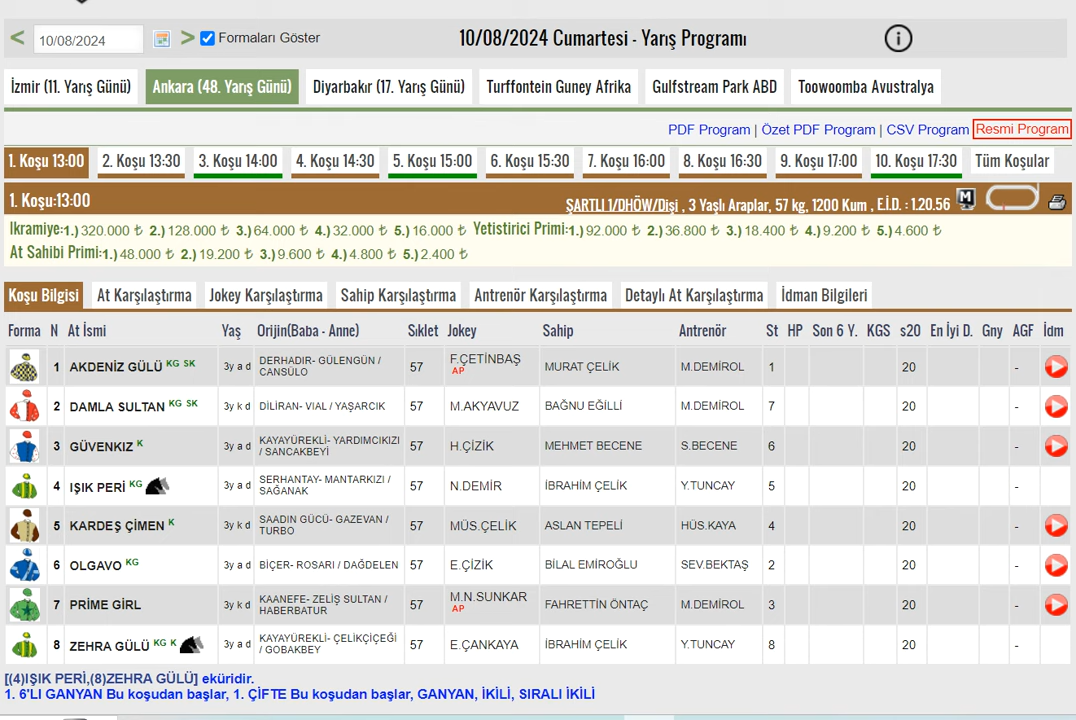 <
10/08/2024
>
Formaları Göster
10/08/2024 Cumartesi - Yarış Programı
i
İzmir (11. Yarış Günü) Ankara (48. Yarış Günü) Diyarbakır (17. Yarış Günü) Turffontein Guney Afrika Gulfstream Park ABD Toowoomba Avustralya
PDF Program | Özet PDF Program | CSV Program Resmi Program
1. Koşu 13:00 2. Koşu 13:30 3. Koşu 14:00 4. Koşu 14:30 5. Koşu 15:00 6. Koşu 15:30 7. Koşu 16:00 8. Koşu 16:30 9. Koşu 17:00 10. Koşu 17:30 Tüm Koşular
1. Koşu:13:00 ŞARTLI 1/DHÖW/Dişi , 3 Yaşlı Araplar, 57 kg, 1200 Kum , E.İ.D. : 1.20.56 M
Ikramiye:1.) 320.000 ₺ 2.) 128.000 ₺ 3.) 64.000 ₺ 4.) 32.000 ₺ 5.) 16.000 ₺ Yetistirici Primi:1.) 92.000 ₺ 2.) 36.800 ₺ 3.) 18.400 ₺ 4.) 9.200 ₺ 5.) 4.600 ₺
At Sahibi Primi:1.) 48.000 ₺ 2.) 19.200 ₺ 3.) 9.600 ₺ 4.) 4.800 ₺ 5.) 2.400 ₺
Koşu Bilgisi At Karşılaştırma Jokey Karşılaştırma Sahip Karşılaştırma Antrenör Karşılaştırma Detaylı At Karşılaştırma İdman Bilgileri
Forma N At İsmi Yaş Orijin(Baba - Anne) Sıklet Jokey Sahip Antrenör St HP Son 6 Y. KGS s20 En İyi D. Gny AGF İdm
1 AKDENİZ GÜLÜ KG SK 3y a d DERHADIR- GÜLENGÜN / CANSÜLO 57 F.ÇETİNBAŞ AP MURAT ÇELİK M.DEMİROL 1 20 -
2 DAMLA SULTAN KG SK 3y k d DİLİRAN- VIAL / YAŞARCIK 57 M.AKYAVUZ BAĞNU EĞİLLİ M.DEMİROL 7 20 -
3 GÜVENKIZ K 3y a d KAYAYÜREKLİ- YARDIMCIKIZI / SANCAKBEYİ 57 H.ÇİZİK MEHMET BECENE S.BECENE 6 20 -
4 IŞIK PERİ KG 3y a d SERHANTAY- MANTARKIZI / SAĞANAK 57 N.DEMİR İBRAHİM ÇELİK Y.TUNCAY 5 20 -
5 KARDEŞ ÇİMEN K 3y k d SAADIN GÜCÜ- GAZEVAN / TURBO 57 MÜS.ÇELİK ASLAN TEPELİ HÜS.KAYA 4 20 -
6 OLGAVO KG 3y a d BİÇER- ROSARI / DAĞDELEN 57 E.ÇİZİK BİLAL EMİROĞLU SEV.BEKTAŞ 2 20 -
7 PRİME GİRL 3y k d KAANEFE- ZELİŞ SULTAN / HABERBATUR 57 M.N.SUNKAR AP FAHRETTİN ÖNTAÇ M.DEMİROL 3 20 -
8 ZEHRA GÜLÜ KG K 3y a d KAYAYÜREKLİ- ÇELİKÇİÇEĞİ / GOBAKBEY 57 E.ÇANKAYA İBRAHİM ÇELİK Y.TUNCAY 8 20 -
[(4)IŞIK PERİ,(8)ZEHRA GÜLÜ] eküridir.
1. 6'LI GANYAN Bu koşudan başlar, 1. ÇİFTE Bu koşudan başlar, GANYAN, İKİLİ, SIRALI İKİLİ